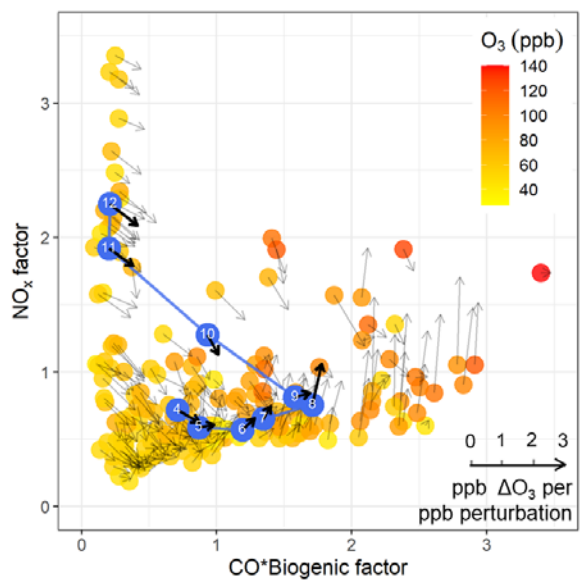 O3 (ppb)
140
120
100
80
60
40
3
2
1
0
NOx factor
12
11
10
9
8
7
6
5
4
0 1 2 3
ppb ΔO3 per
ppb perturbation
0 1 2 3
CO*Biogenic factor